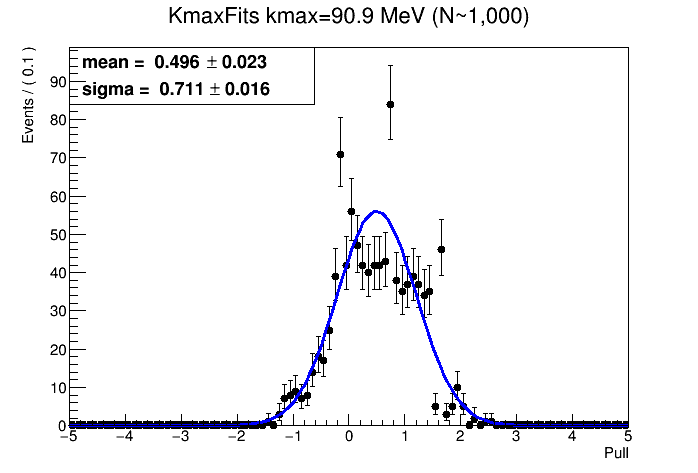 KmaxFits kmax=90.9 MeV (N~1,000)
mean = 0.496 ± 0.023
sigma = 0.711 ± 0.016
Events / ( 0.1 )
90
80
70
60
50
40
30
20
10
0
−5 −4 −3 −2 −1 0 1 2 3 4 5
Pull